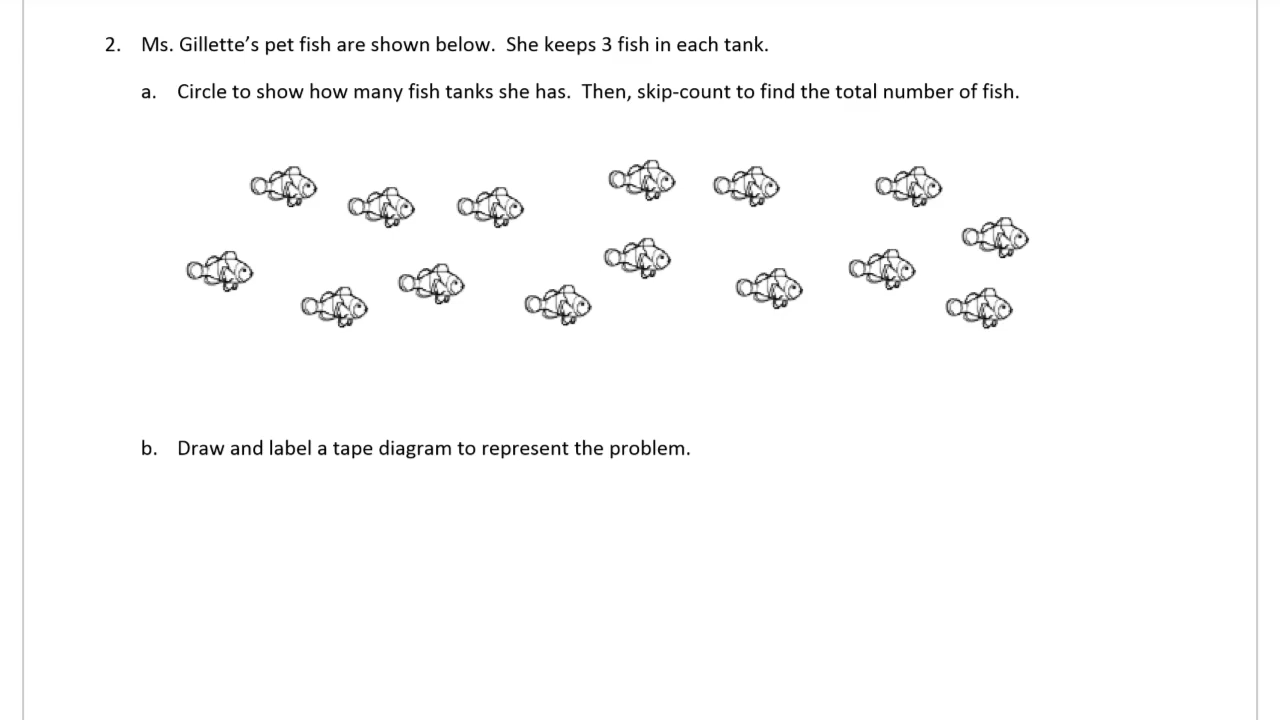 2. Ms. Gillette’s pet fish are shown below. She keeps 3 fish in each tank.
a. Circle to show how many fish tanks she has. Then, skip-count to find the total number of fish.
b. Draw and label a tape diagram to represent the problem.